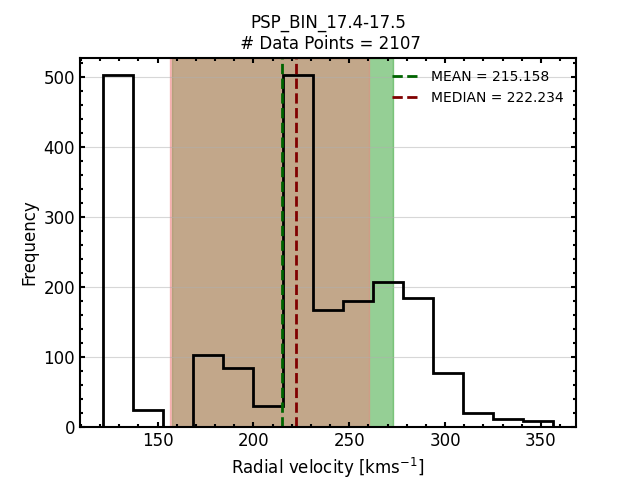 PSP_BIN_17.4-17.5
# Data Points = 2107
MEAN = 215.158
MEDIAN = 222.234
Frequency
500
400
300
200
100
0
150 200 250 300 350
Radial velocity [kms⁻¹]